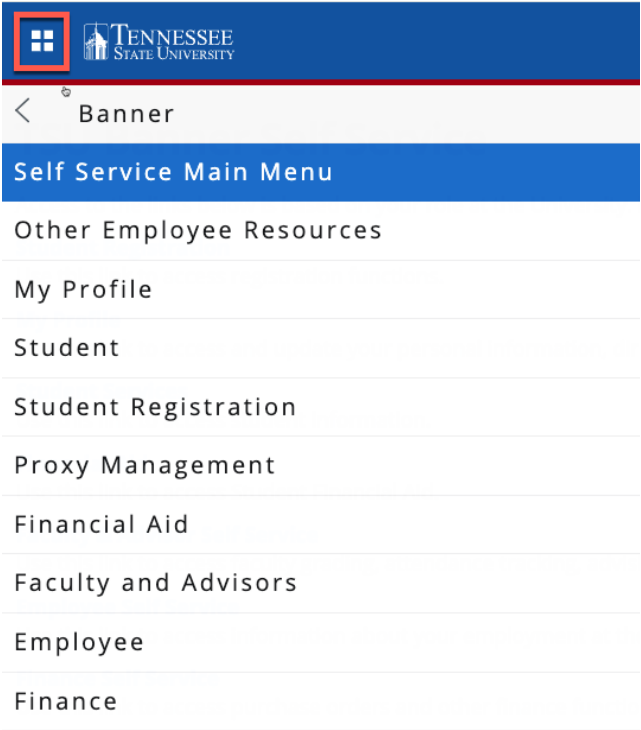 TENNESSEE
STATE UNIVERSITY
Banner
Self Service Main Menu
Other Employee Resources
My Profile
Student
Student Registration
Proxy Management
Financial Aid
Faculty and Advisors
Employee
Finance